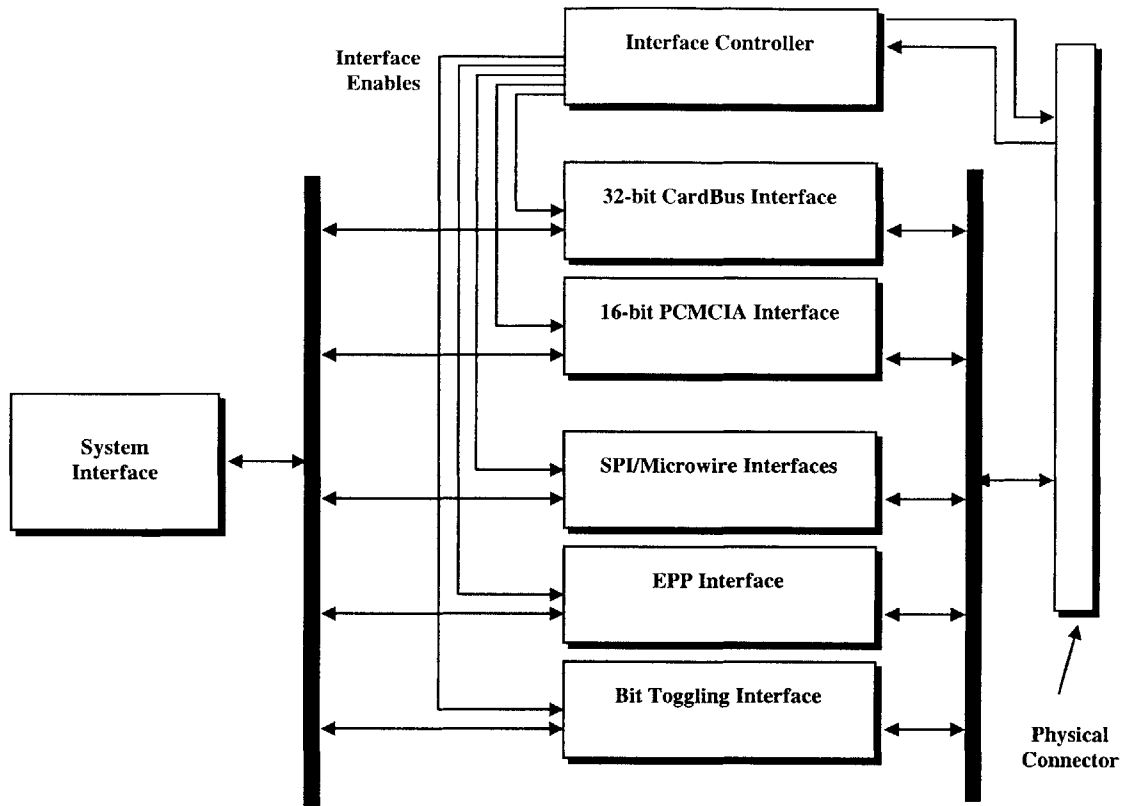 Interface Controller
Interface
Enables
32-bit CardBus Interface
16-bit PCMCIA Interface
System
Interface
SPI/Microwire Interfaces
EPP Interface
Bit Toggling Interface
Physical
Connector